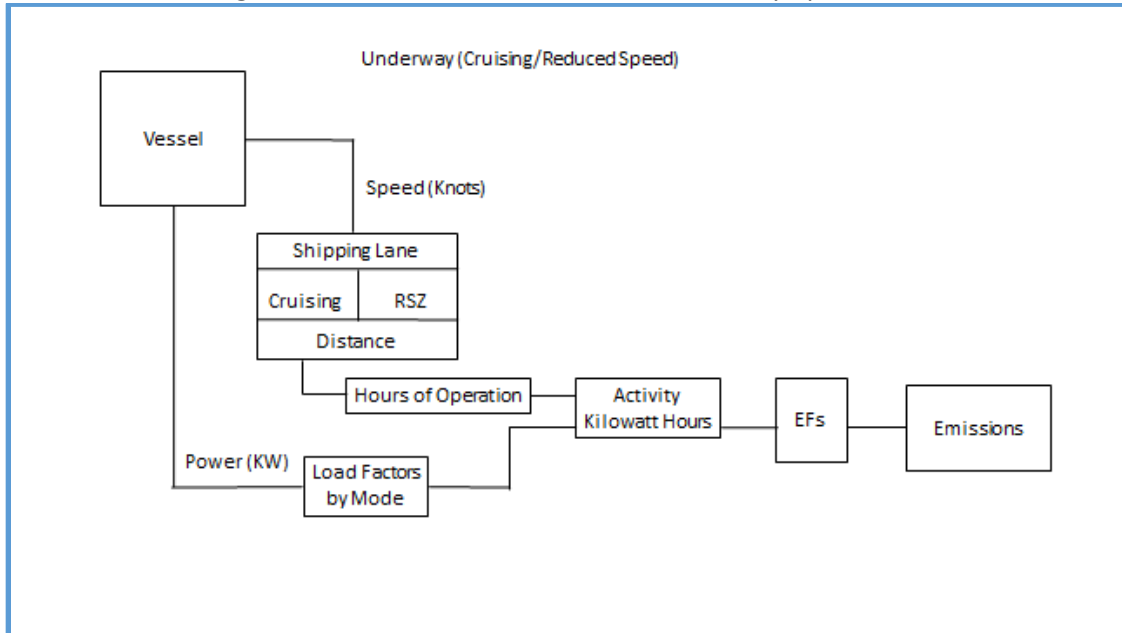 Underway (Cruising/Reduced Speed)
Vessel
Speed (Knots)
Shipping Lane
Cruising
RSZ
Distance
Hours of Operation
Activity
Kilowatt Hours
EFs
Emissions
Power (KW)
Load Factors
by Mode